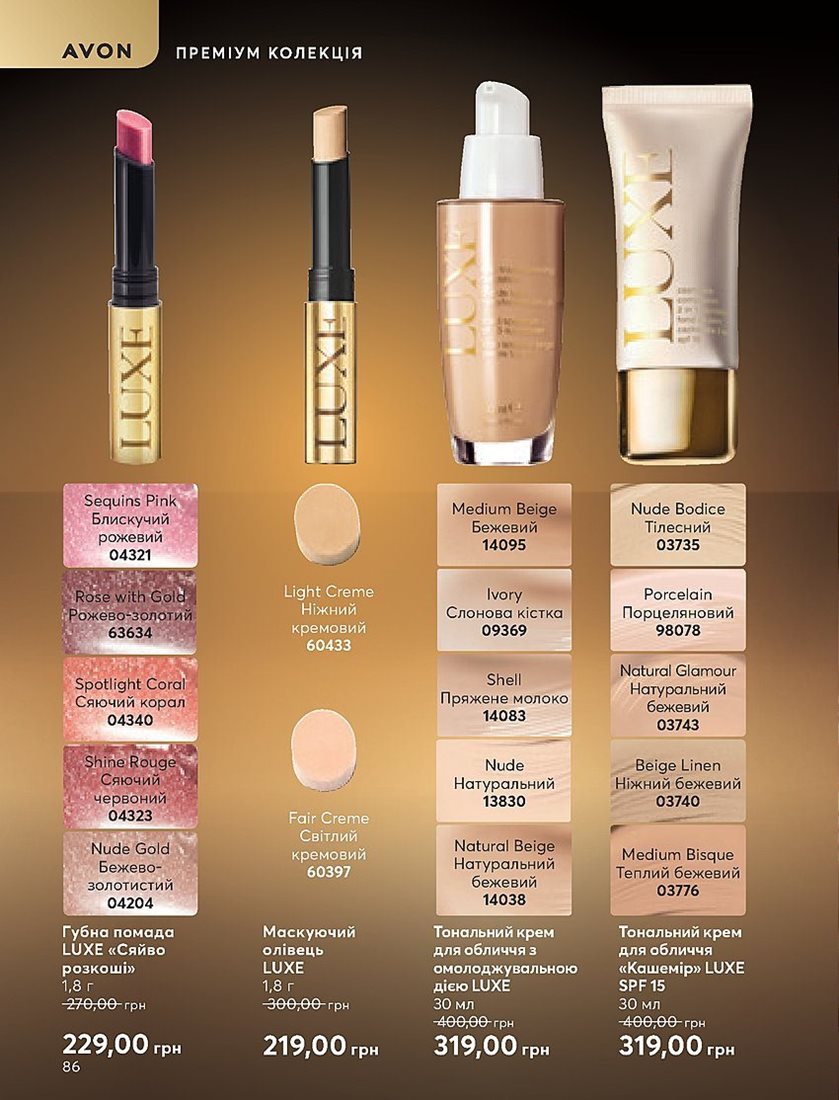 AVON
ПРЕМІУМ КОЛЕКЦІЯ
LUXE
LUXE
LUXE
LUXE
Sequins Pink
Блискучий
рожевий
04321
Rose with Gold
Рожево-золотий
63634
Spotlight Coral
Сяючий корал
04340
Shine Rouge
Сяючий
червоний
04323
Nude Gold
Бежево-
золотистий
04204
Light Creme
Ніжний
кремовий
60433
Fair Creme
Світлий
кремовий
60397
Medium Beige
Бежевий
14095
Ivory
Слонова кістка
09369
Shell
Пряжене молоко
14083
Nude
Натуральний
13830
Natural Beige
Натуральний
бежевий
14038
Nude Bodice
Тілесний
03735
Porcelain
Порцеляновий
98078
Natural Glamour
Натуральний
бежевий
03743
Beige Linen
Ніжний бежевий
03740
Medium Bisque
Теплий бежевий
03776
Губна помада
LUXE «Сяйво
розкоші»
1,8 г
270,00 грн
229,00 грн
Маскуючий
олівець
LUXE
1,8 г
300,00 грн
219,00 грн
Тональний крем
для обличчя з
омолоджувальною
дією LUXE
30 мл
400,00 грн
319,00 грн
Тональний крем
для обличчя
«Кашемір» LUXE
SPF 15
30 мл
400,00 грн
319,00 грн
86